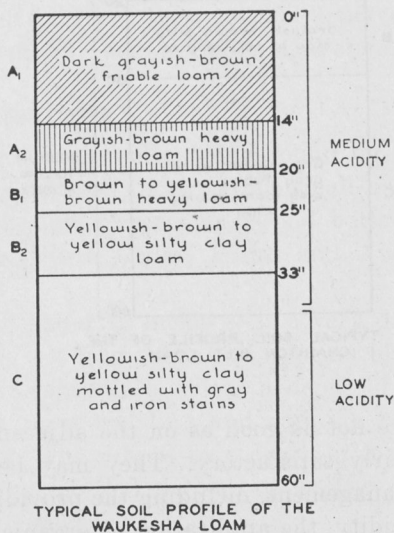 0"
A1
Dark grayish-brown
friable loam
14"
A2
Grayish-brown heavy
loam
MEDIUM
ACIDITY
20"
B1
Brown to yellowish-
brown heavy loam
25"
B2
Yellowish-brown to
yellow silty clay
loam
33"
C
Yellowish-brown to
yellow silty clay
mottled with gray
and iron stains
LOW
ACIDITY
60"
TYPICAL SOIL PROFILE OF THE
WAUKESHA LOAM